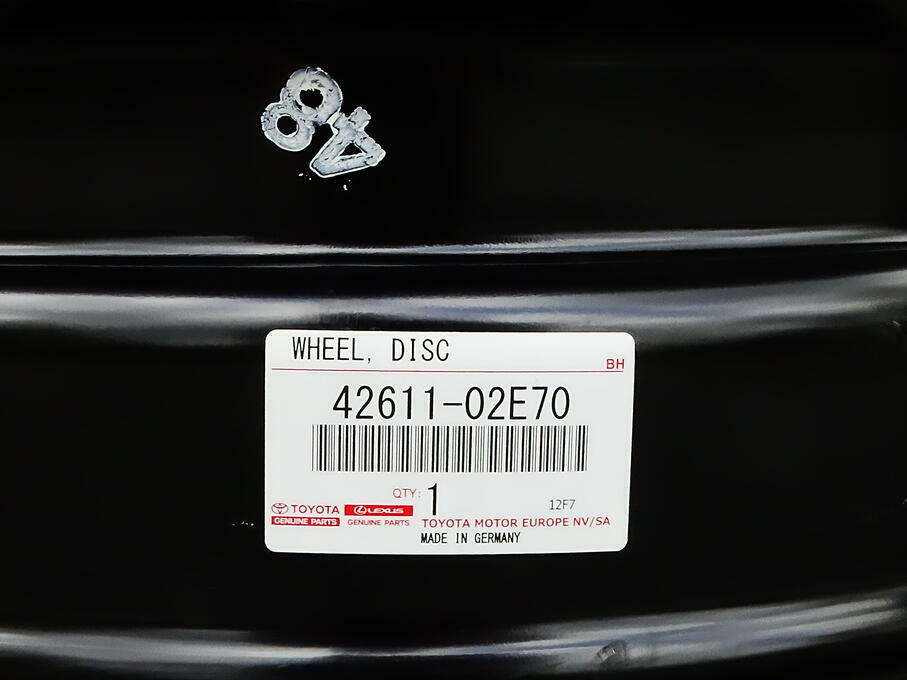 84
WHEEL, DISC
BH
42611-02E70
QTY: 1
12F7
TOYOTA
GENUINE PARTS
LEXUS
GENUINE PARTS
TOYOTA MOTOR EUROPE NV/SA
MADE IN GERMANY